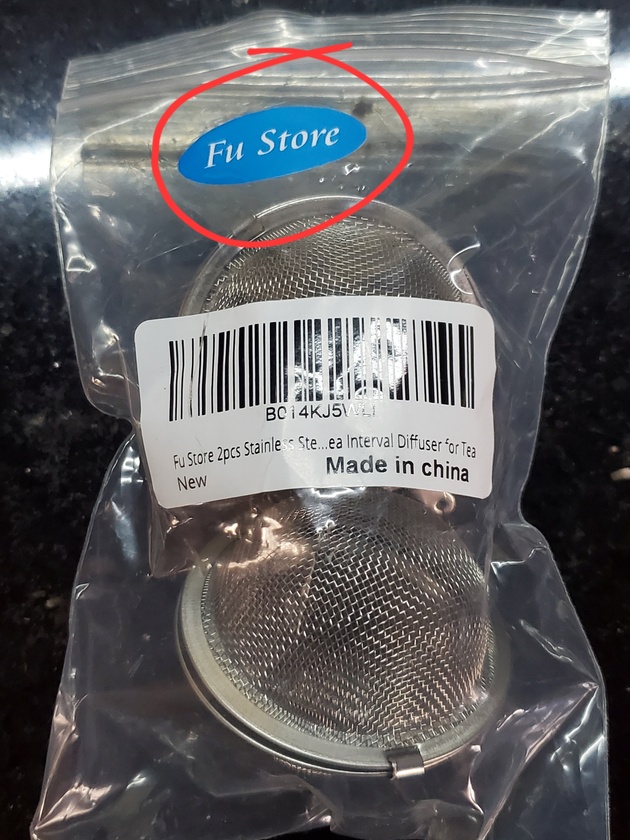 Fu Store
Fu Store 2pcs Stainless Ste...ea Interval Diffuser for Tea
New
Made in china